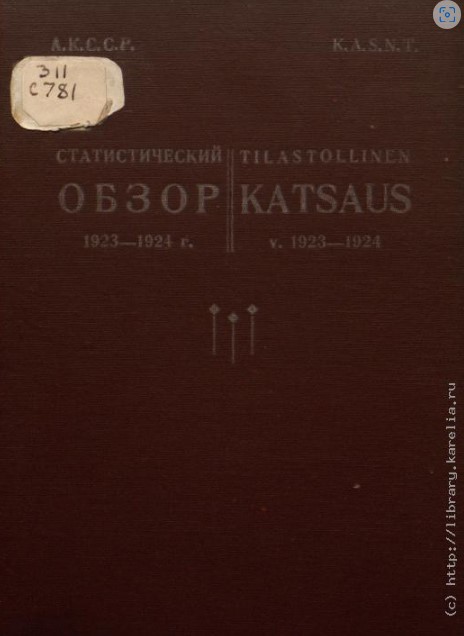 А.К.С.С.Р. K.A.S.N.T.
311
С781
СТАТИСТИЧЕСКИЙ TILASTOLLINEN
ОБЗОР KATSAUS
1923—1924 г. v. 1923—1924
(c) http://library.karelia.ru